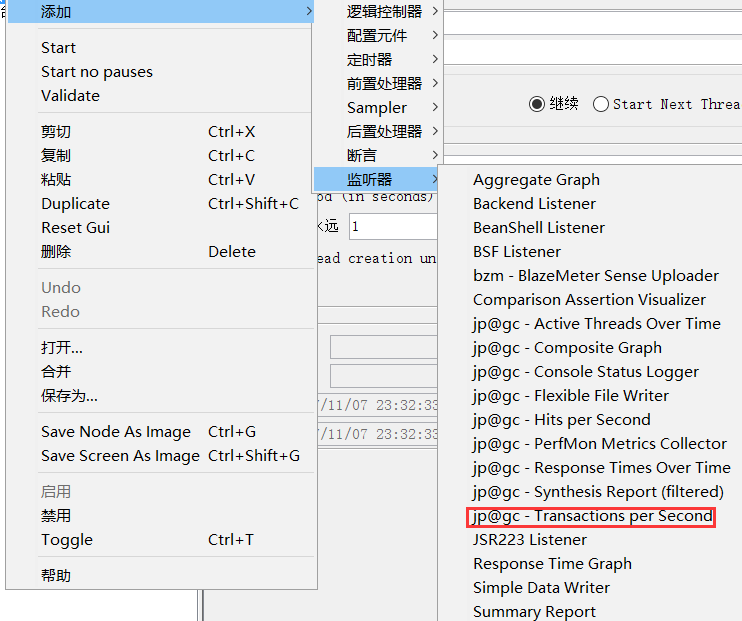 添加
Start
Start no pauses
Validate
剪切 Ctrl+X
复制 Ctrl+C
粘贴 Ctrl+V
Duplicate Ctrl+Shift+C
Reset Gui
删除 Delete
Undo
Redo
打开...
合并
保存为...
Save Node As Image Ctrl+G
Save Screen As Image Ctrl+Shift+G
启用
禁用
Toggle Ctrl+T
帮助
逻辑控制器
配置元件
定时器
前置处理器
Sampler
后置处理器
断言
监听器
继续 Start Next Threa
od (in seconds)
远 1
ead creation un
/11/07 23:32:33
/11/07 23:32:33
Aggregate Graph
Backend Listener
BeanShell Listener
BSF Listener
bzm - BlazeMeter Sense Uploader
Comparison Assertion Visualizer
jp@gc - Active Threads Over Time
jp@gc - Composite Graph
jp@gc - Console Status Logger
jp@gc - Flexible File Writer
jp@gc - Hits per Second
jp@gc - PerfMon Metrics Collector
jp@gc - Response Times Over Time
jp@gc - Synthesis Report (filtered)
jp@gc - Transactions per Second
JSR223 Listener
Response Time Graph
Simple Data Writer
Summary Report